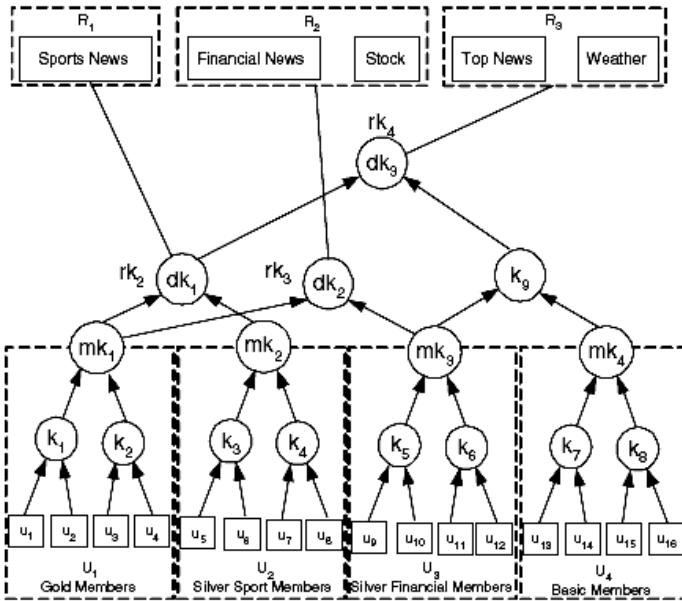 R1 R2 R3
Sports News Financial News Stock Top News Weather
rk4
dk3
rk2 dk1 rk3 dk2 k9
mk1 mk2 mk3 mk4
k1 k2 k3 k4 k5 k6 k7 k8
u1 u2 u3 u4 u5 u6 u7 u8 u9 u10 u11 u12 u13 u14 u15 u16
U1 U2 U3 U4
Gold Members Silver Sport Members Silver Financial Members Basic Members